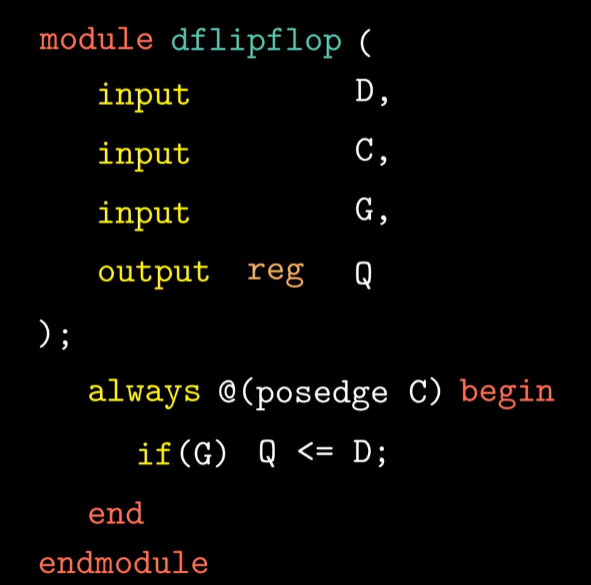 module dflipflop (
input D,
input C,
input G,
output reg Q
);
always @(posedge C) begin
if(G) Q <= D;
end
endmodule